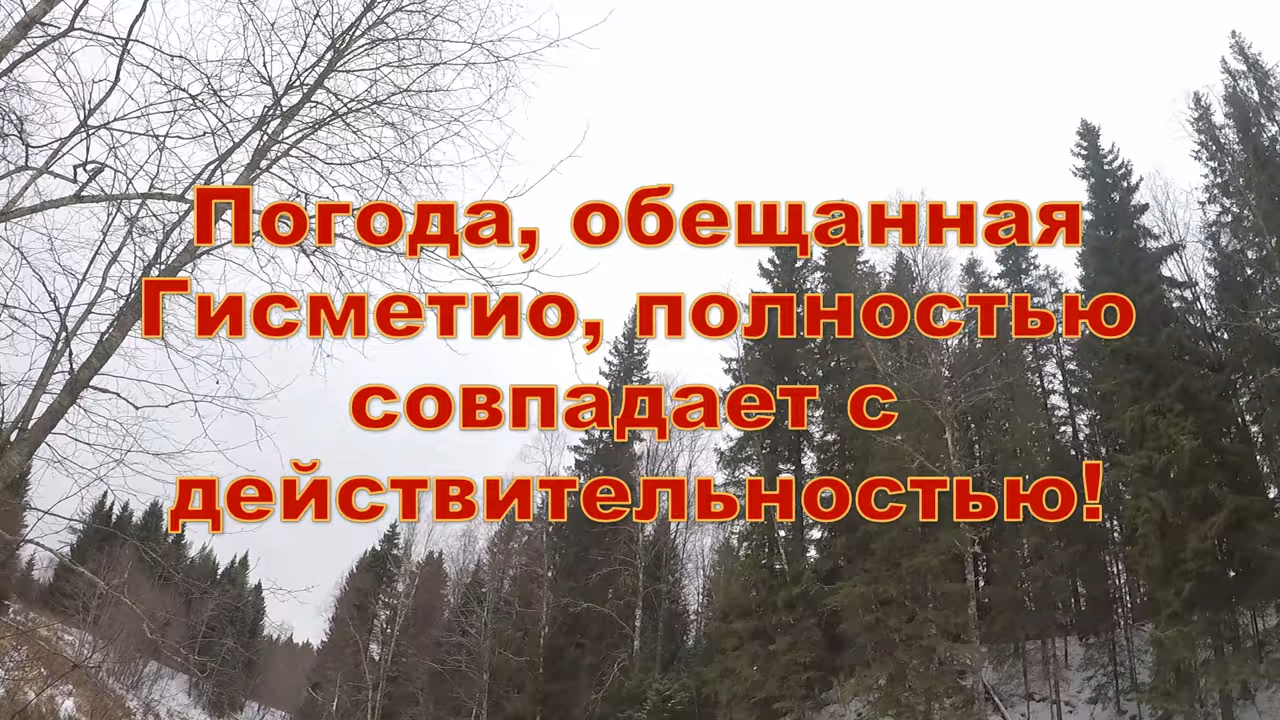 Погода, обещанная
Гисметио, полностью
совпадает с
действительностью!